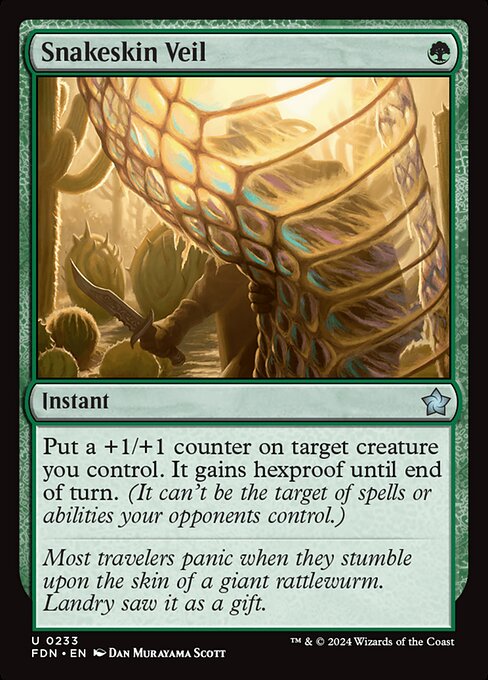 Snakeskin Veil
Instant
Put a +1/+1 counter on target creature
you control. It gains hexproof until end
of turn. (It can't be the target of spells or
abilities your opponents control.)
Most travelers panic when they stumble
upon the skin of a giant rattlewurm.
Landry saw it as a gift.
U 0233
FDN • EN Dan Murayama Scott
™ & © 2024 Wizards of the Coast